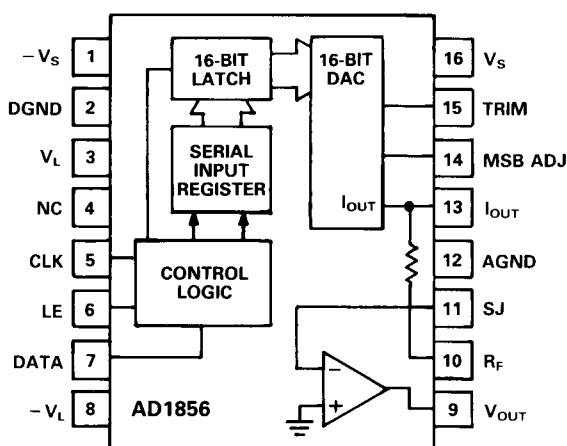 −VS 1
DGND 2
VL 3
NC 4
CLK 5
LE 6
DATA 7
−VL 8
16-BIT
LATCH
SERIAL
INPUT
REGISTER
CONTROL
LOGIC
16-BIT
DAC
IOUT
−
+
AD1856
16 VS
15 TRIM
14 MSB ADJ
13 IOUT
12 AGND
11 SJ
10 RF
9 VOUT